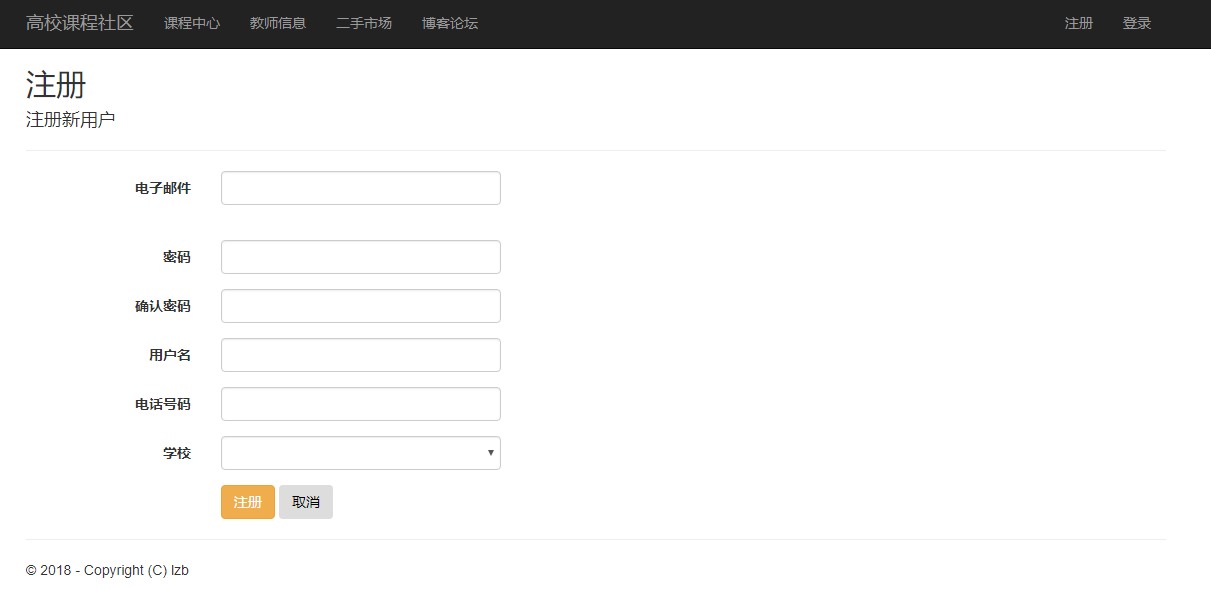 高校课程社区 课程中心 教师信息 二手市场 博客论坛 注册 登录
注册
注册新用户
电子邮件
密码
确认密码
用户名
电话号码
学校
注册 取消
© 2018 - Copyright (C) lzb